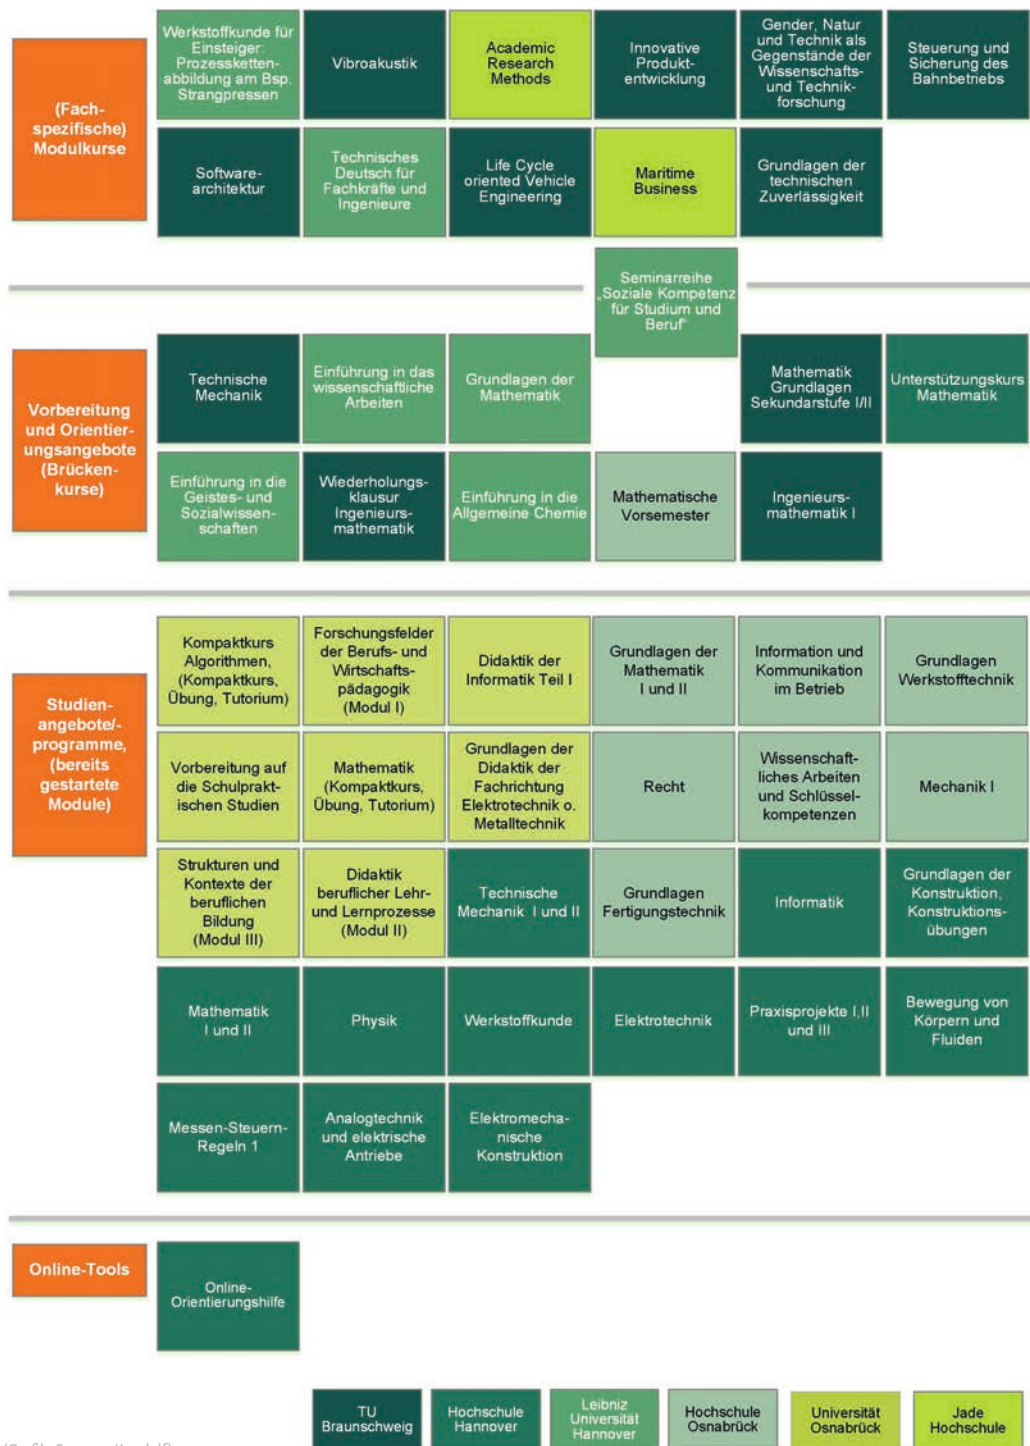 (Fach-
spezifische)
Modulkurse
Werkstoffkunde für
Einsteiger:
Prozessketten-
abbildung am Bsp.
Strangpressen
Vibroakustik
Academic
Research
Methods
Innovative
Produkt-
entwicklung
Gender, Natur
und Technik als
Gegenstände der
Wissenschafts-
und Technik-
forschung
Steuerung und
Sicherung des
Bahnbetriebs
Software-
architektur
Technisches
Deutsch für
Fachkräfte und
Ingenieure
Life Cycle
oriented Vehicle
Engineering
Maritime
Business
Grundlagen der
technischen
Zuverlässigkeit
Seminarreihe
„Soziale Kompetenz
für Studium und
Beruf“
Vorbereitung
und Orientier-
ungsangebote
(Brücken-
kurse)
Technische
Mechanik
Einführung in das
wissenschaftliche
Arbeiten
Grundlagen der
Mathematik
Mathematik
Grundlagen
Sekundarstufe I/II
Unterstützungskurs
Mathematik
Einführung in die
Geistes- und
Sozialwissen-
schaften
Wiederholungs-
klausur
Ingenieurs-
mathematik
Einführung in die
Allgemeine Chemie
Mathematische
Vorsemester
Ingenieurs-
mathematik I
Studien-
angebote/-
programme,
(bereits
gestartete
Module)
Kompaktkurs
Algorithmen,
(Kompaktkurs,
Übung, Tutorium)
Forschungsfelder
der Berufs- und
Wirtschafts-
pädagogik
(Modul I)
Didaktik der
Informatik Teil I
Grundlagen der
Mathematik
I und II
Information und
Kommunikation
im Betrieb
Grundlagen
Werkstofftechnik
Vorbereitung auf
die Schulprakt-
ischen Studien
Mathematik
(Kompaktkurs,
Übung, Tutorium)
Grundlagen der
Didaktik der
Fachrichtung
Elektrotechnik o.
Metalltechnik
Recht
Wissenschaft-
liches Arbeiten
und Schlüssel-
kompetenzen
Mechanik I
Strukturen und
Kontexte der
beruflichen
Bildung
(Modul III)
Didaktik
beruflicher Lehr-
und Lernprozesse
(Modul II)
Technische
Mechanik I und II
Grundlagen
Fertigungstechnik
Informatik
Grundlagen der
Konstruktion,
Konstruktions-
übungen
Mathematik
I und II
Physik
Werkstoffkunde
Elektrotechnik
Praxisprojekte I,II
und III
Bewegung von
Körpern und
Fluiden
Messen-Steuern-
Regeln 1
Analogtechnik
und elektrische
Antriebe
Elektromecha-
nische
Konstruktion
Online-Tools
Online-
Orientierungshilfe
TU
Braunschweig
Hochschule
Hannover
Leibniz
Universität
Hannover
Hochschule
Osnabrück
Universität
Osnabrück
Jade
Hochschule